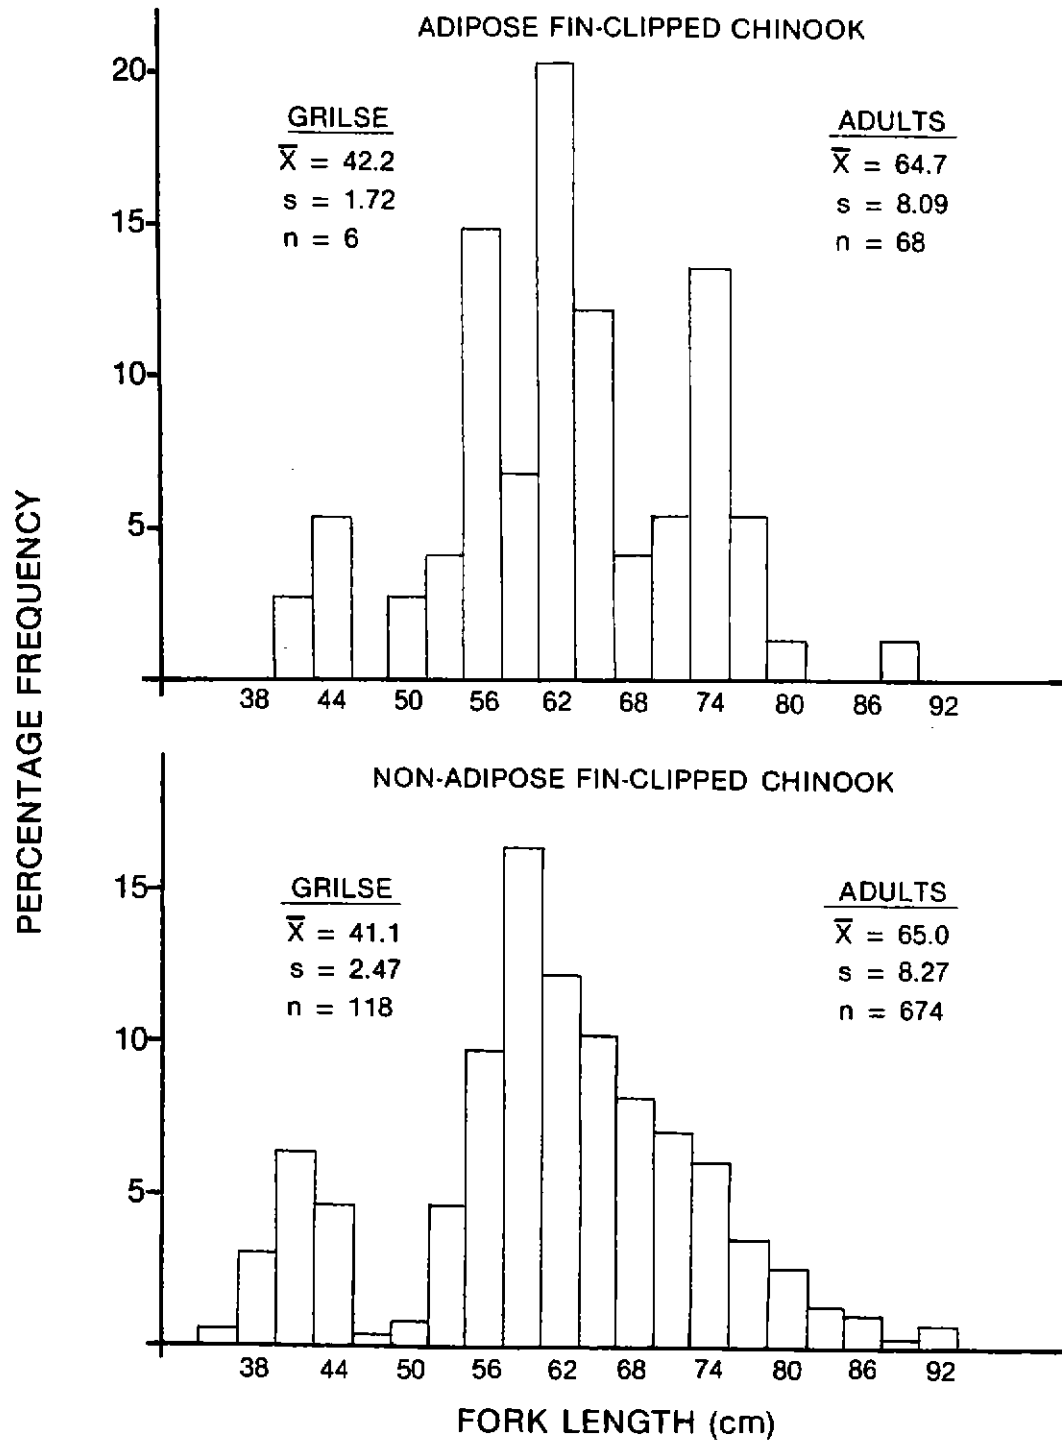 ADIPOSE FIN-CLIPPED CHINOOK
20
15
10
5
GRILSE
X̅ = 42.2
s = 1.72
n = 6
ADULTS
X̅ = 64.7
s = 8.09
n = 68
38 44 50 56 62 68 74 80 86 92
PERCENTAGE FREQUENCY
NON-ADIPOSE FIN-CLIPPED CHINOOK
15
10
5
GRILSE
X̅ = 41.1
s = 2.47
n = 118
ADULTS
X̅ = 65.0
s = 8.27
n = 674
38 44 50 56 62 68 74 80 86 92
FORK LENGTH (cm)